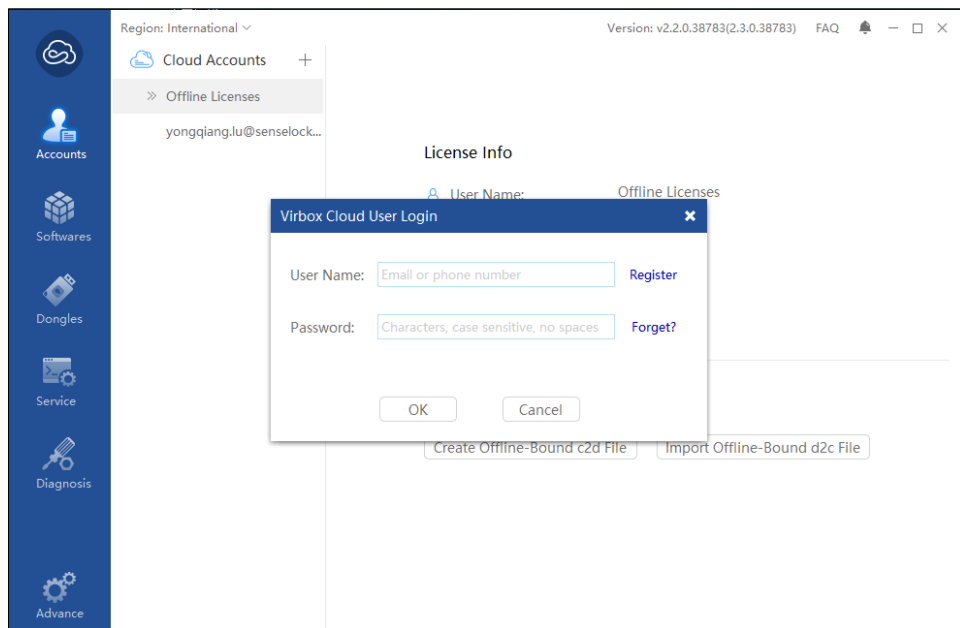 Region: International
Version: v2.2.0.38783(2.3.0.38783) FAQ
Cloud Accounts
Offline Licenses
yongqiang.lu@senselock...
Accounts
Softwares
Dongles
Service
Diagnosis
Advance
License Info
User Name: Offline Licenses
Virbox Cloud User Login
User Name: Email or phone number Register
Password: Characters, case sensitive, no spaces Forget?
OK Cancel
Create Offline-Bound c2d File Import Offline-Bound d2c File